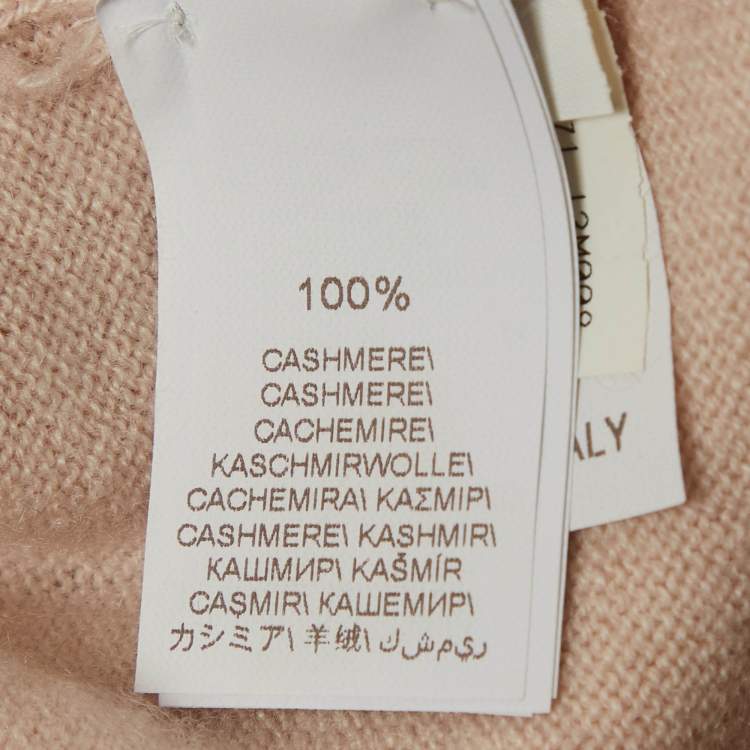 100%
CASHMERE\
CASHMERE\
CACHEMIRE\
KASCHMIRWOLLE\
CACHEMIRA\ ΚΑΣΜΙΡ\
CASHMERE\ KASHMIR\
КАШМИР\ KAŠMÍR
CAŞMIR\ КАШЕМИР\
カシミア\ 羊绒\ كشمير